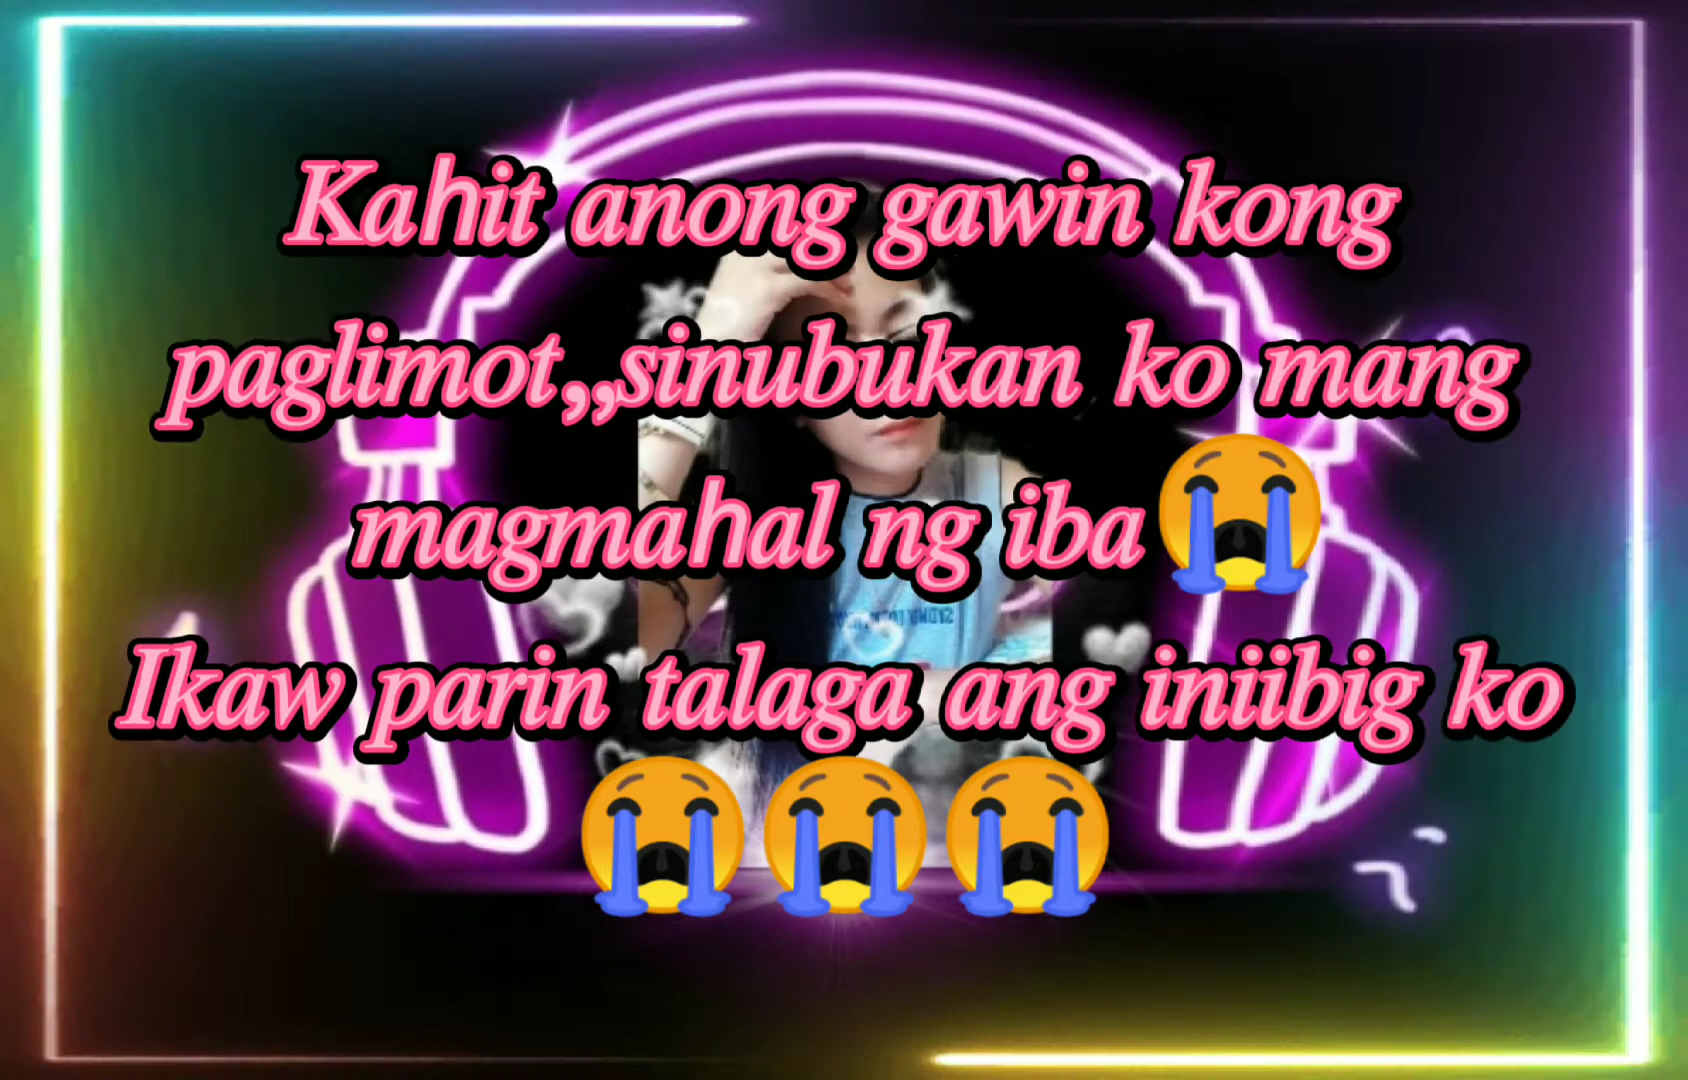 Kahit anong gawin kong
paglimot,,sinubukan ko mang
magmahal ng iba😭
Ikaw parin talaga ang iniibig ko
😭😭😭